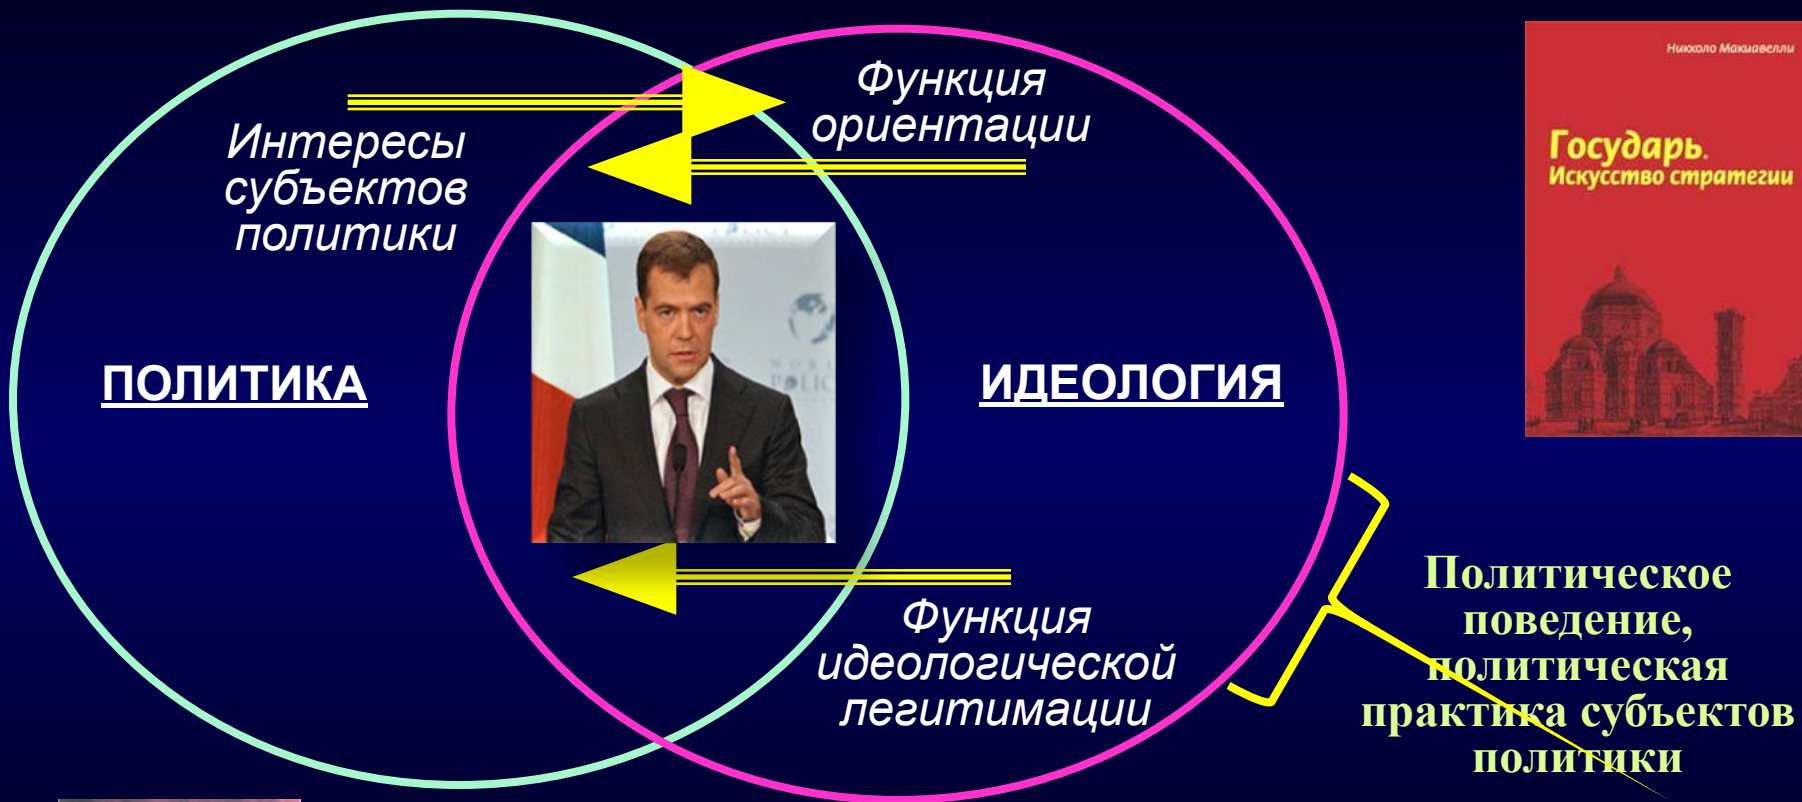 Интересы
субъектов
политики
Функция
ориентации
ПОЛИТИКА
ИДЕОЛОГИЯ
Функция
идеологической
легитимации
Никколо Макиавелли
Государь.
Искусство стратегии
Политическое
поведение,
политическая
практика субъектов
политики